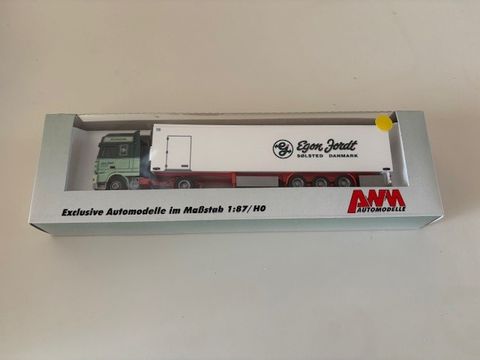 Egon Jordt
SØLSTED DANMARK
Exclusive Automodelle im Maßstab 1:87/H0
AWM
AUTOMODELLE